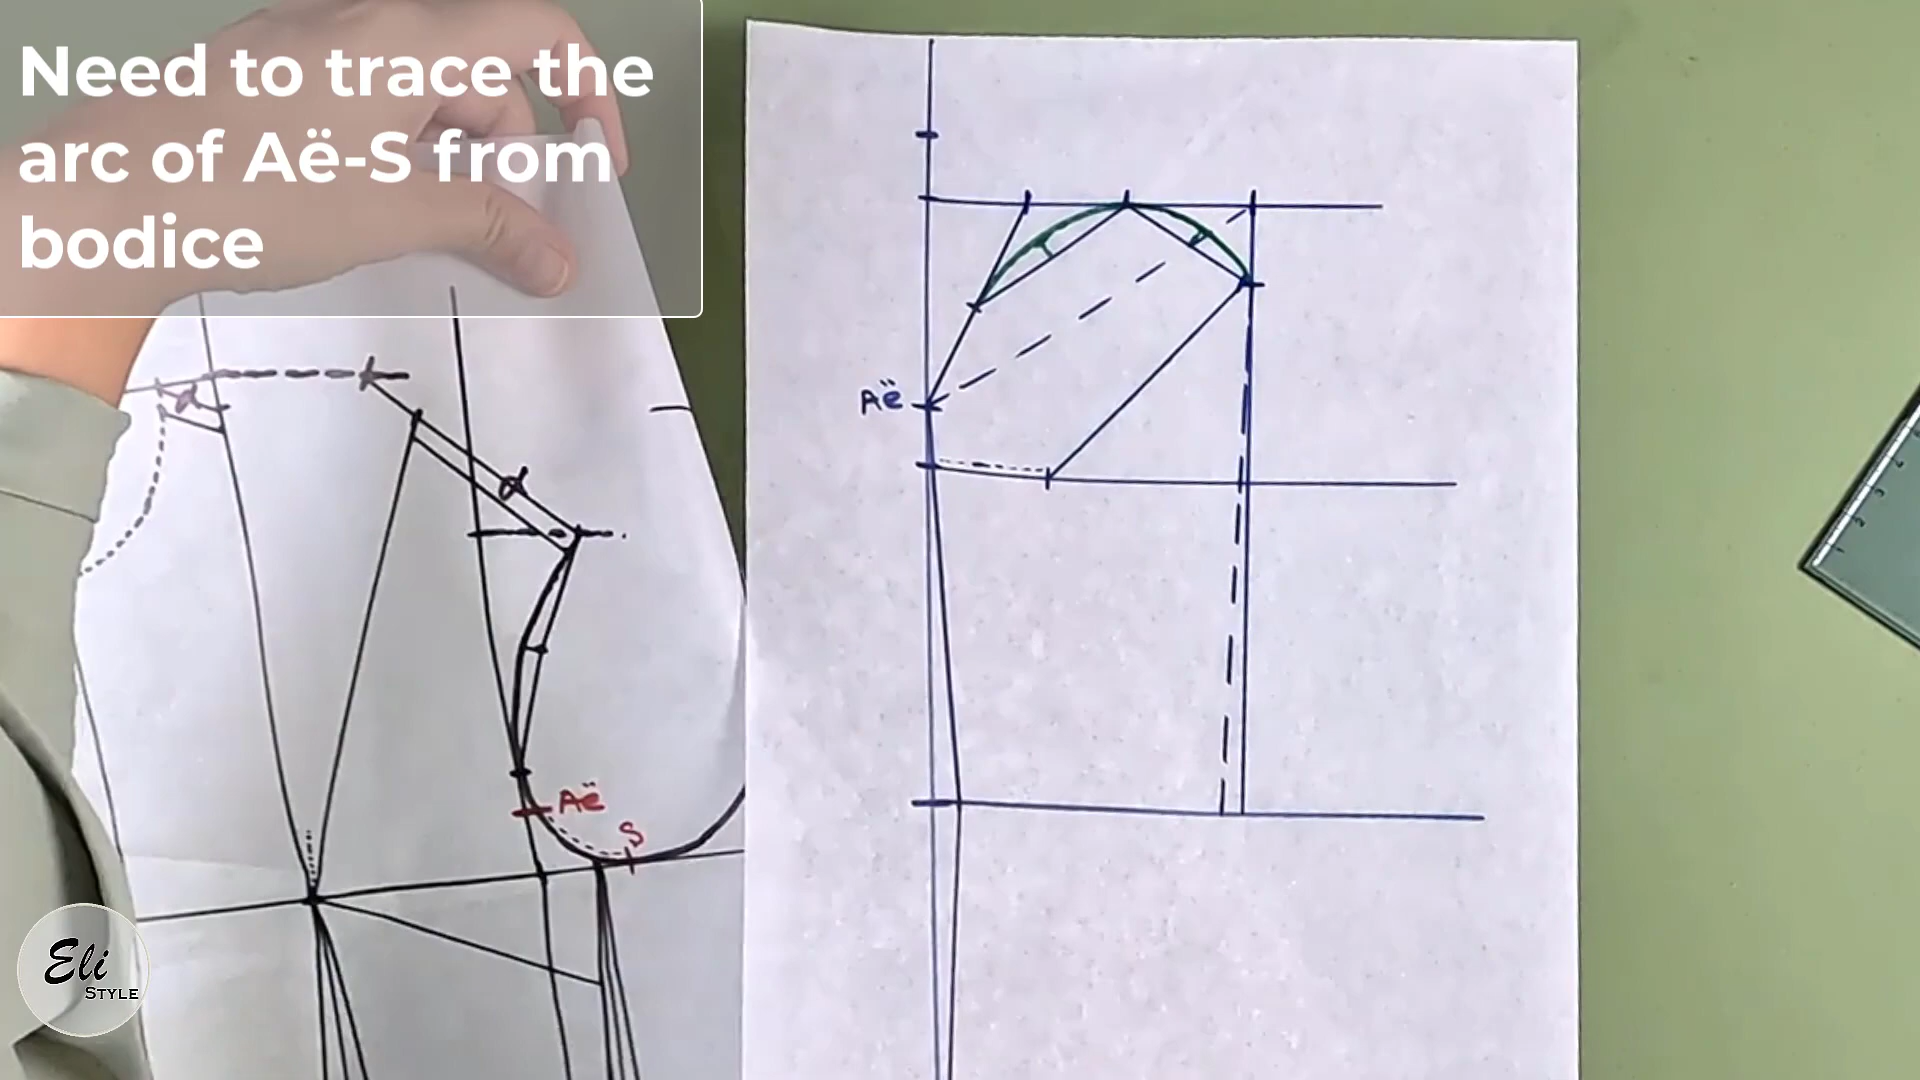 Need to trace the
arc of Aë-S from
bodice
d
d
Aë
Aë
S
Eli
STYLE